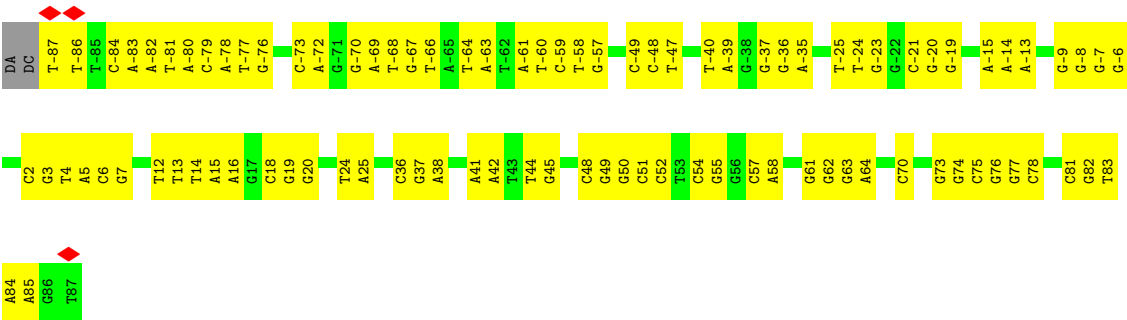 DA DC T-87 T-86 T-85 C-84 A-83 A-82 T-81 A-80 C-79 A-78 T-77 G-76 C-73 A-72 G-71 G-70 A-69 T-68 G-67 T-66 A-65 T-64 A-63 T-62 A-61 T-60 C-59 T-58 G-57 C-49 C-48 T-47 T-40 A-39 G-38 G-37 G-36 A-35 T-25 T-24 G-23 G-22 C-21 G-20 G-19 A-15 A-14 A-13 G-9 G-8 G-7 G-6
C2 G3 T4 A5 C6 G7 T12 T13 T14 A15 A16 G17 C18 G19 G20 T24 A25 C36 G37 A38 A41 A42 T43 T44 G45 C48 G49 G50 C51 C52 T53 C54 G55 G56 C57 A58 G61 G62 G63 A64 C70 G73 G74 C75 G76 G77 C78 C81 G82 T83
A84 A85 G86 T87